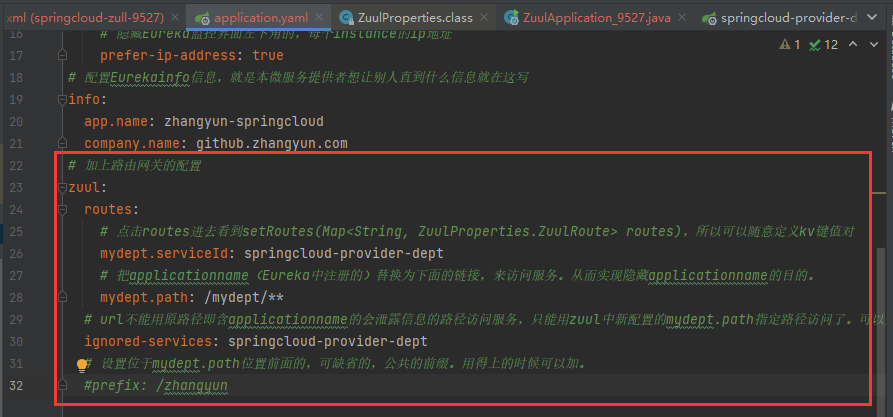 xml (springcloud-zull-9527) application.yaml ZuulProperties.class ZuulApplication_9527.java springcloud-provider-d
16 # 隐藏Eureka监控界面左下角的，每个instance的ip地址
1 12
17 prefer-ip-address: true
18 # 配置Eurekainfo信息，就是本微服务提供者想让别人直到什么信息就在这写
19 info:
20 app.name: zhangyun-springcloud
21 company.name: github.zhangyun.com
22 # 加上路由网关的配置
23 zuul:
24 routes:
25 # 点击routes进去看到setRoutes(Map<String, ZuulProperties.ZuulRoute> routes)，所以可以随意定义kv键值对
26 mydept.serviceId: springcloud-provider-dept
27 # 把applicationname（Eureka中注册的）替换为下面的链接，来访问服务。从而实现隐藏applicationname的目的。
28 mydept.path: /mydept/**
29 # url不能用原路径即含applicationname的会泄露信息的路径访问服务，只能用zuul中新配置的mydept.path指定路径访问了。可以
30 ignored-services: springcloud-provider-dept
31 # 设置位于mydept.path位置前面的，可缺省的，公共的前缀。用得上的时候可以加。
32 #prefix: /zhangyun